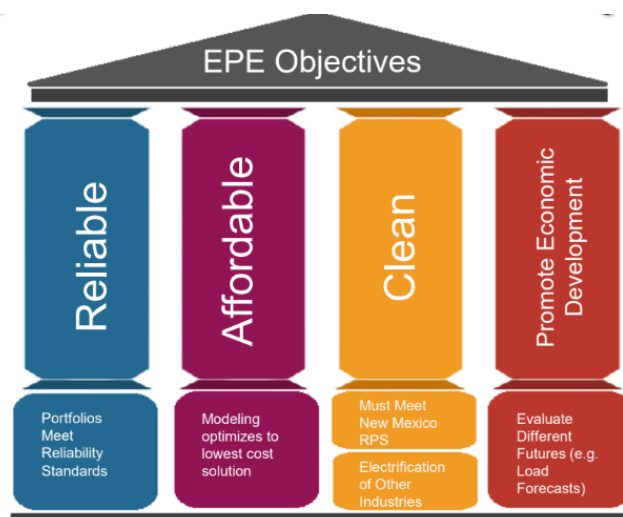 EPE Objectives
Reliable
Affordable
Clean
Promote Economic
Development
Portfolios
Meet
Reliability
Standards
Modeling
optimizes to
lowest cost
solution
Must Meet
New Mexico
RPS
Electrification
of Other
Industries
Evaluate
Different
Futures (e.g.
Load
Forecasts)